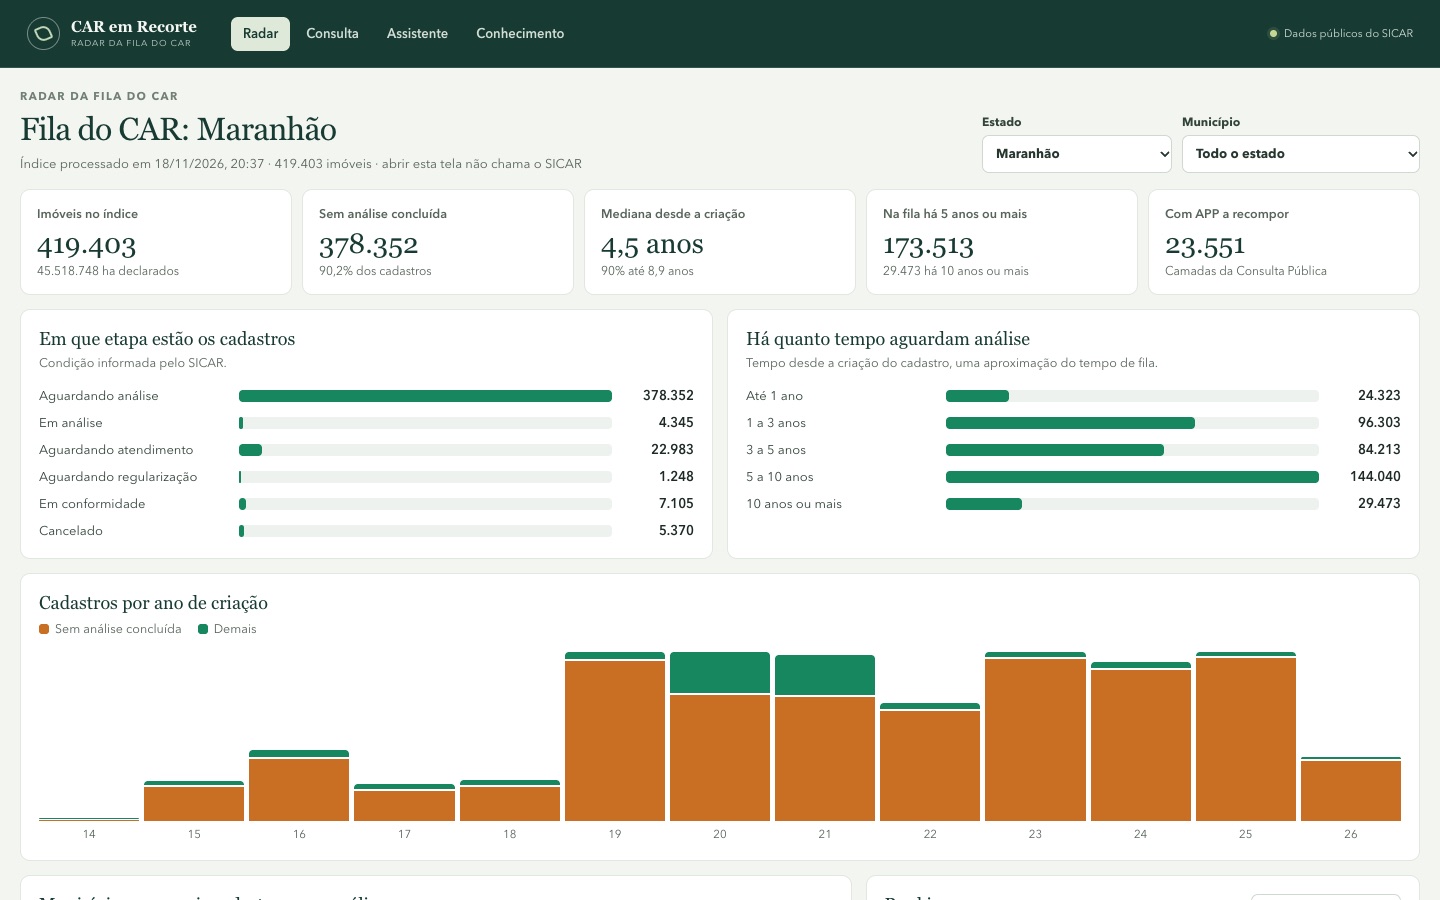 CAR em Recorte
RADAR DA FILA DO CAR
Radar
Consulta
Assistente
Conhecimento
Dados públicos do SICAR
RADAR DA FILA DO CAR
Fila do CAR: Maranhão
Índice processado em 18/11/2026, 20:37 · 419.403 imóveis · abrir esta tela não chama o SICAR
Estado
Maranhão
Município
Todo o estado
Imóveis no índice
419.403
45.518.748 ha declarados
Sem análise concluída
378.352
90,2% dos cadastros
Mediana desde a criação
4,5 anos
90% até 8,9 anos
Na fila há 5 anos ou mais
173.513
29.473 há 10 anos ou mais
Com APP a recompor
23.551
Camadas da Consulta Pública
Em que etapa estão os cadastros
Condição informada pelo SICAR.
Aguardando análise 378.352
Em análise 4.345
Aguardando atendimento 22.983
Aguardando regularização 1.248
Em conformidade 7.105
Cancelado 5.370
Há quanto tempo aguardam análise
Tempo desde a criação do cadastro, uma aproximação do tempo de fila.
Até 1 ano 24.323
1 a 3 anos 96.303
3 a 5 anos 84.213
5 a 10 anos 144.040
10 anos ou mais 29.473
Cadastros por ano de criação
Sem análise concluída
Demais
14 15 16 17 18 19 20 21 22 23 24 25 26